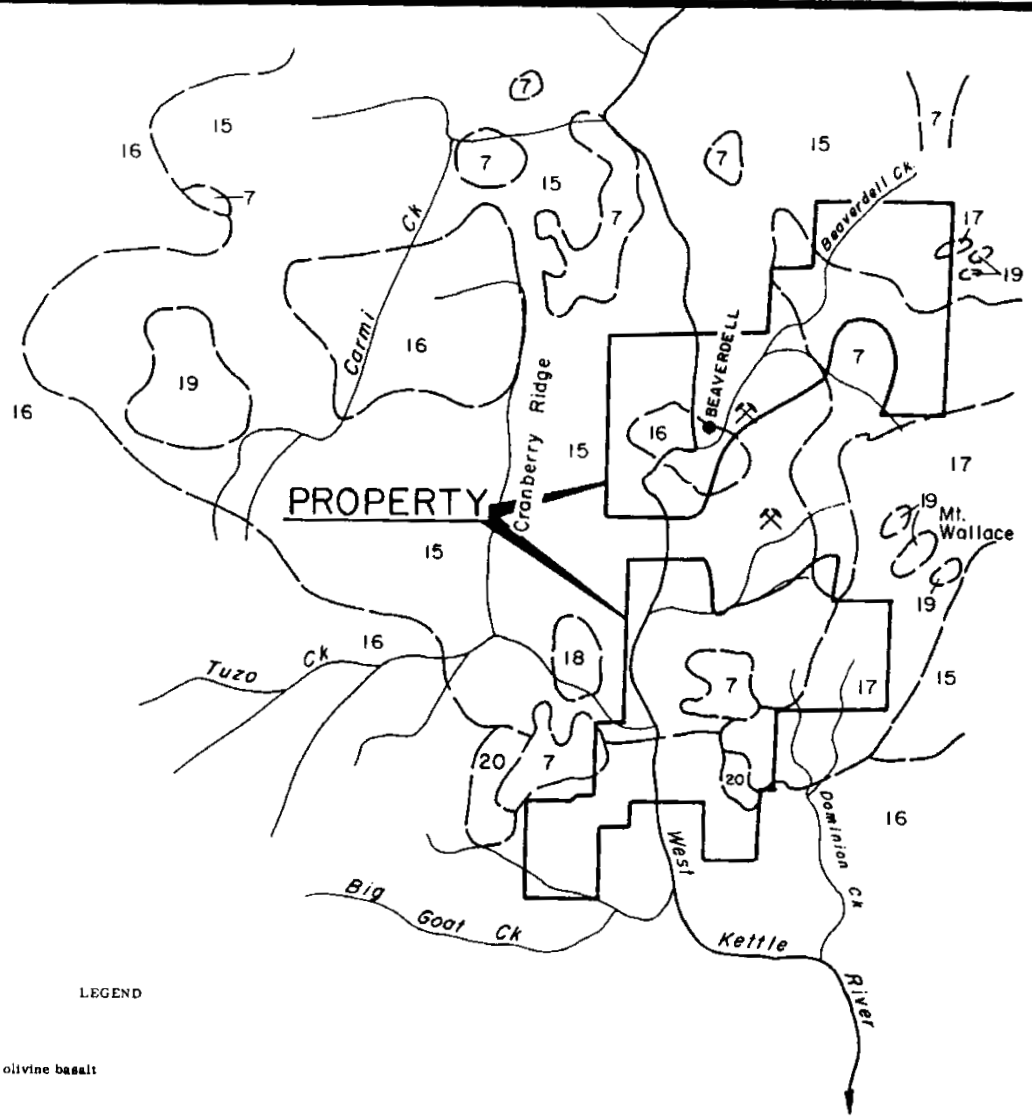 7
15
7
16
7
15
7
15
Beaverdell Ck.
7
17
7
19
Ck
Carmi
16
BEAVERDELL
7
19
16
Cranberry Ridge
16
15
17
PROPERTY
19
Mt.
Wallace
15
19
16
18
Tuzo Ck
7
17
15
20
7
20
16
Dominion Ck
West
Big
Goat Ck
Kettle
River
LEGEND
olivine basalt